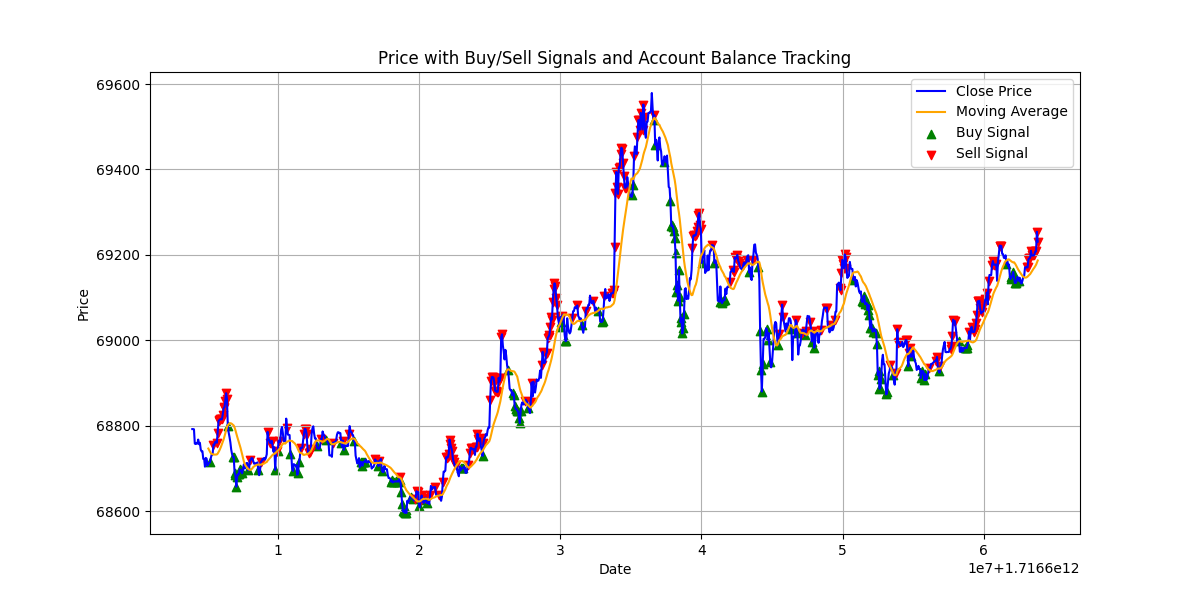 Price with Buy/Sell Signals and Account Balance Tracking
69600
69400
69200
69000
68800
68600
Price
Close Price
Moving Average
Buy Signal
Sell Signal
1 2 3 4 5 6
Date
1e7+1.7166e12